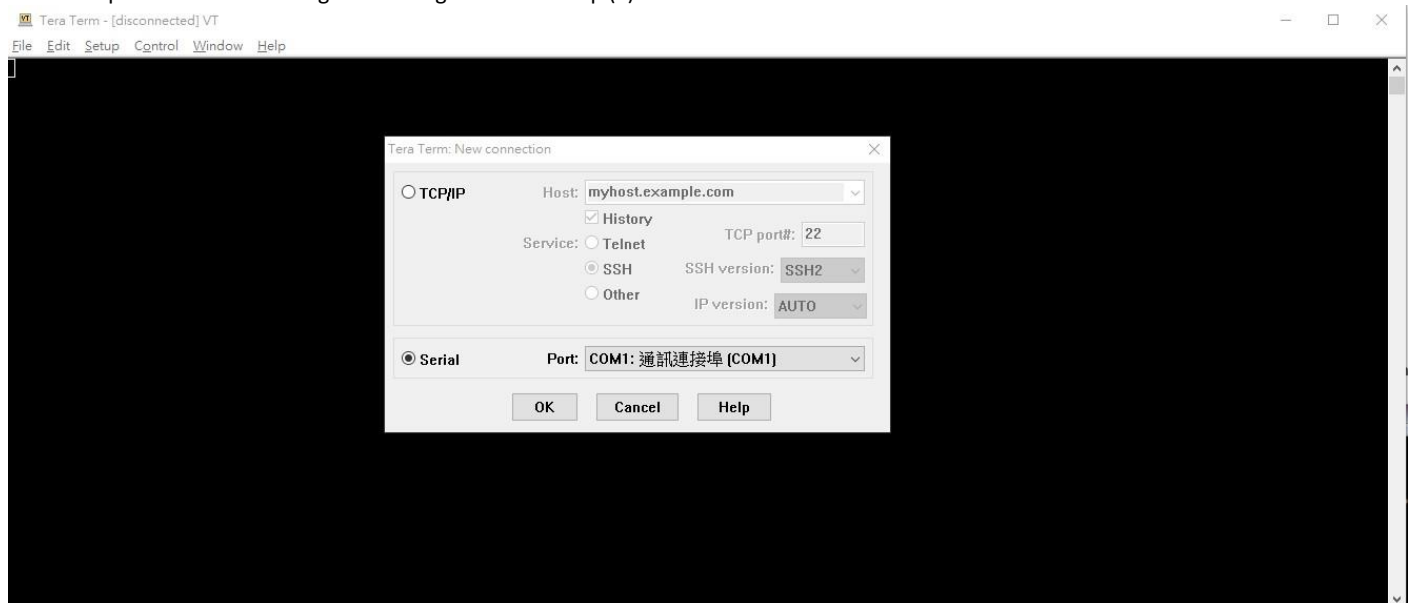 Tera Term - [disconnected] VT
File Edit Setup Control Window Help
Tera Term: New connection
TCP/IP Host: myhost.example.com
History
Service: Telnet TCP port#: 22
SSH SSH version: SSH2
Other IP version: AUTO
Serial Port: COM1: 通訊連接埠 (COM1)
OK Cancel Help